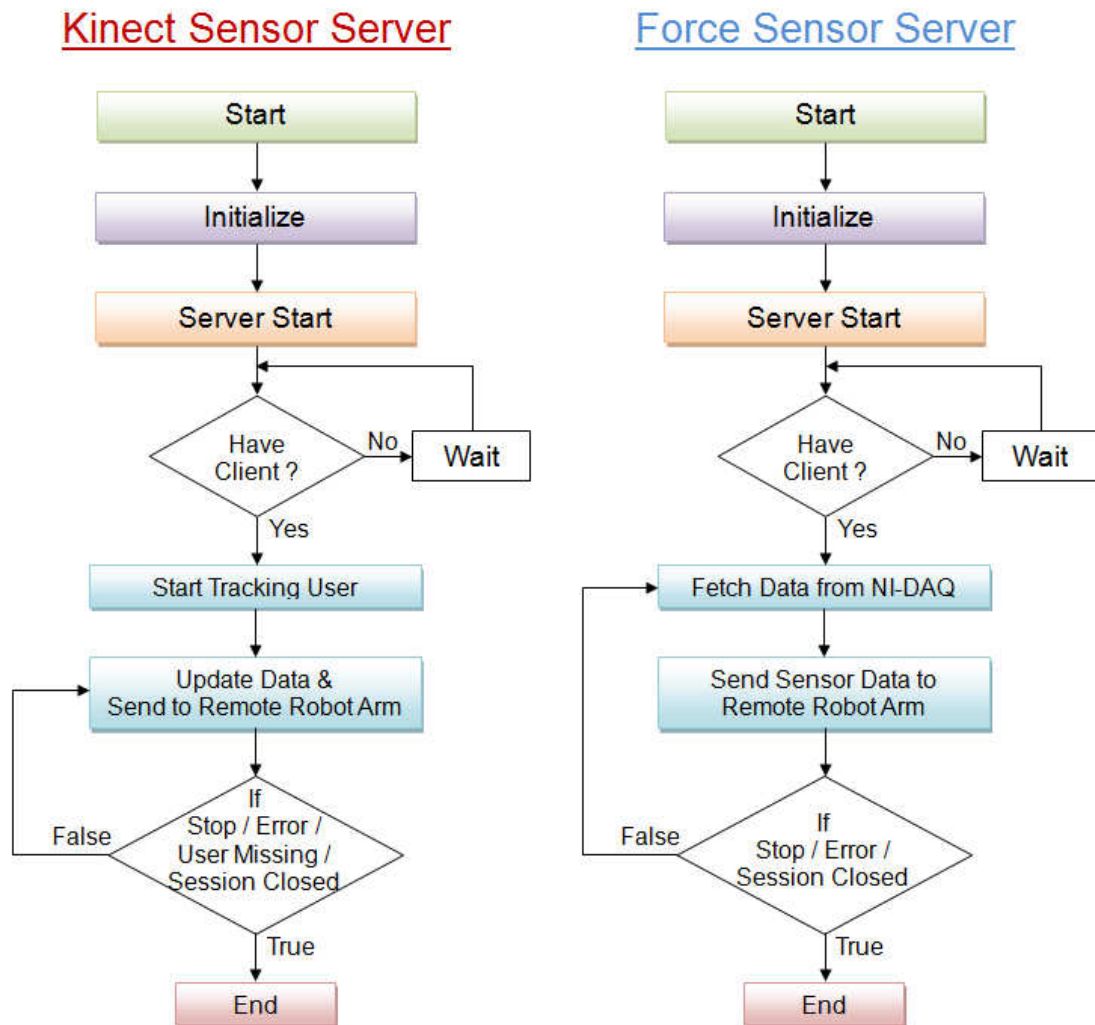 Kinect Sensor Server
Start
Initialize
Server Start
Have
Client ?
No
Wait
Yes
Start Tracking User
Update Data &
Send to Remote Robot Arm
If
Stop / Error /
User Missing /
Session Closed
False
True
End
Force Sensor Server
Start
Initialize
Server Start
Have
Client ?
No
Wait
Yes
Fetch Data from NI-DAQ
Send Sensor Data to
Remote Robot Arm
If
Stop / Error /
Session Closed
False
True
End